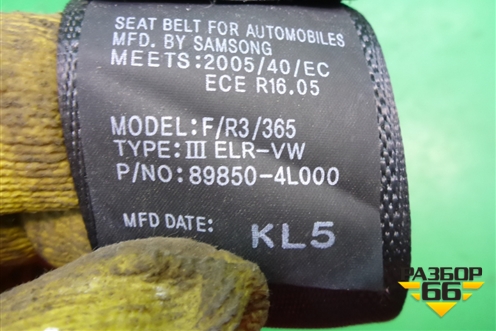 SEAT BELT FOR AUTOMOBILES
MFD. BY SAMSONG
MEETS:2005/40/EC
ECE R16.05
MODEL:F/R3/365
TYPE:III ELR-VW
P/NO:89850-4L000
MFD DATE: KL5
РАЗБОР
66